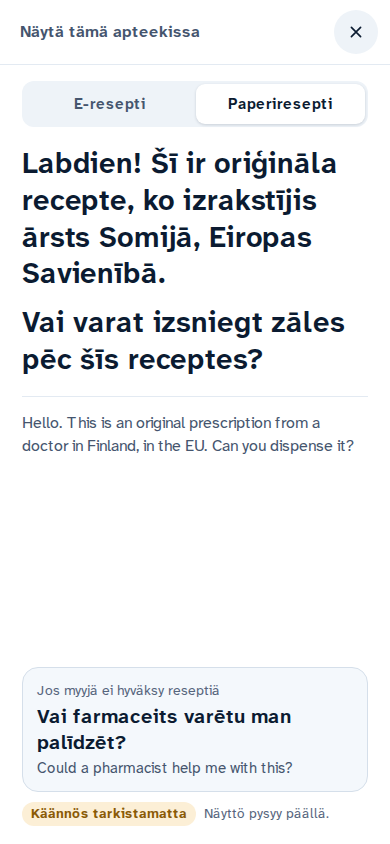 Näytä tämä apteekissa
E-resepti
Paperiresepti
Labdien! Šī ir oriģināla
recepte, ko izrakstījis
ārsts Somijā, Eiropas
Savienībā.
Vai varat izsniegt zāles
pēc šīs receptes?
Hello. This is an original prescription from a
doctor in Finland, in the EU. Can you dispense it?
Jos myyjä ei hyväksy reseptiä
Vai farmaceits varētu man
palīdzēt?
Could a pharmacist help me with this?
Käännös tarkistamatta
Näyttö pysyy päällä.